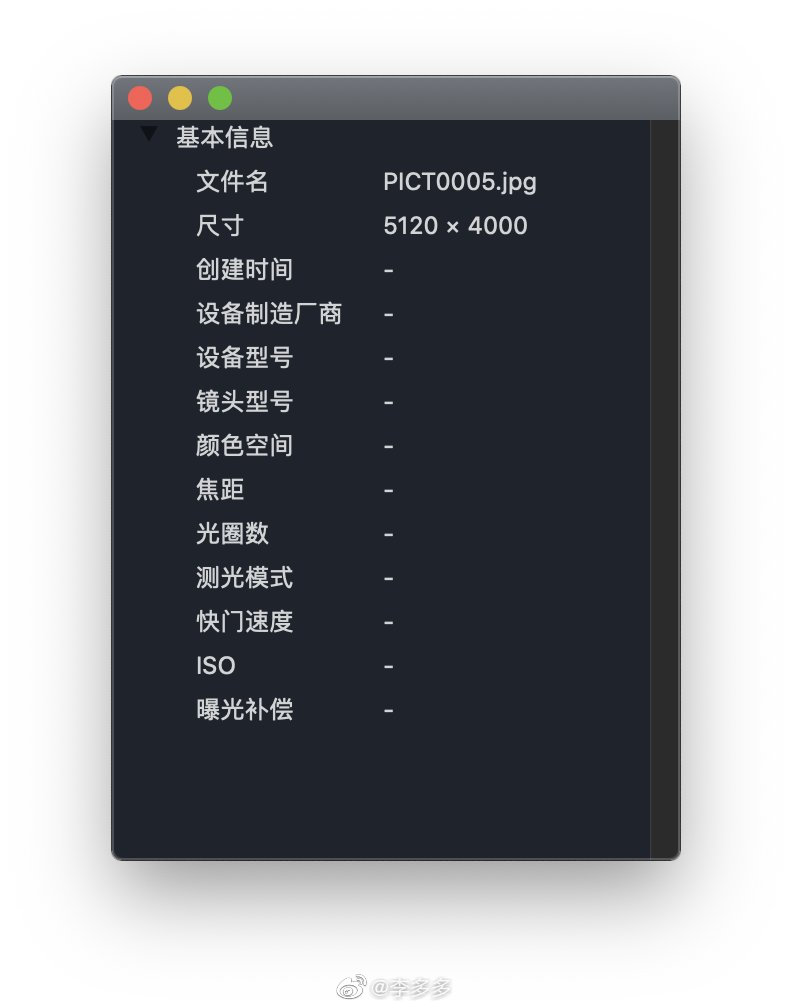 基本信息
文件名 PICT0005.jpg
尺寸 5120 × 4000
创建时间 -
设备制造厂商 -
设备型号 -
镜头型号 -
颜色空间 -
焦距 -
光圈数 -
测光模式 -
快门速度 -
ISO -
曝光补偿 -
@李多多